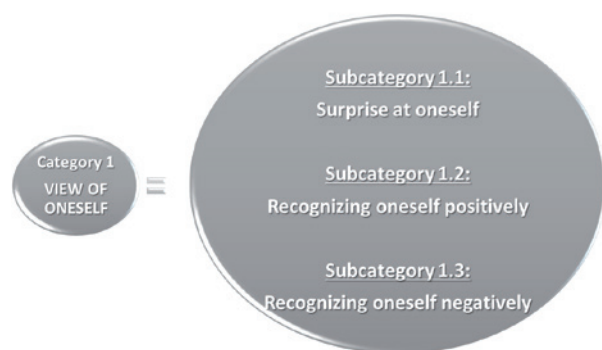 Category 1
VIEW OF
ONESELF
=
Subcategory 1.1:
Surprise at oneself
Subcategory 1.2:
Recognizing oneself positively
Subcategory 1.3:
Recognizing oneself negatively